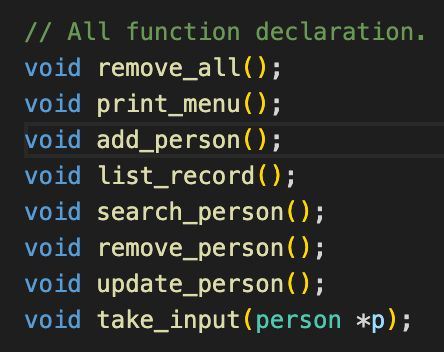 // All function declaration.
void remove_all();
void print_menu();
void add_person();
void list_record();
void search_person();
void remove_person();
void update_person();
void take_input(person *p);